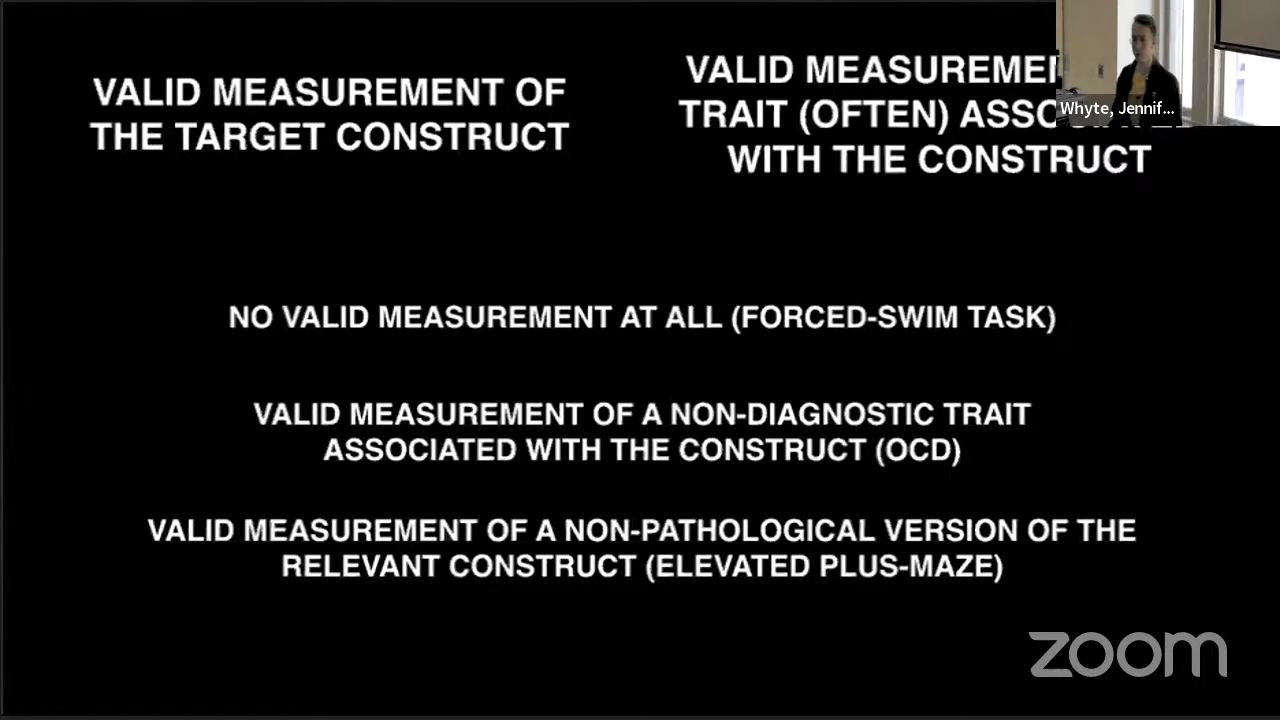 VALID MEASUREMENT OF
THE TARGET CONSTRUCT
VALID MEASUREMEN
TRAIT (OFTEN)
WITH THE CONSTRUCT
Whyte, Jennif...
NO VALID MEASUREMENT AT ALL (FORCED-SWIM TASK)
VALID MEASUREMENT OF A NON-DIAGNOSTIC TRAIT
ASSOCIATED WITH THE CONSTRUCT (OCD)
VALID MEASUREMENT OF A NON-PATHOLOGICAL VERSION OF THE
RELEVANT CONSTRUCT (ELEVATED PLUS-MAZE)
zoom